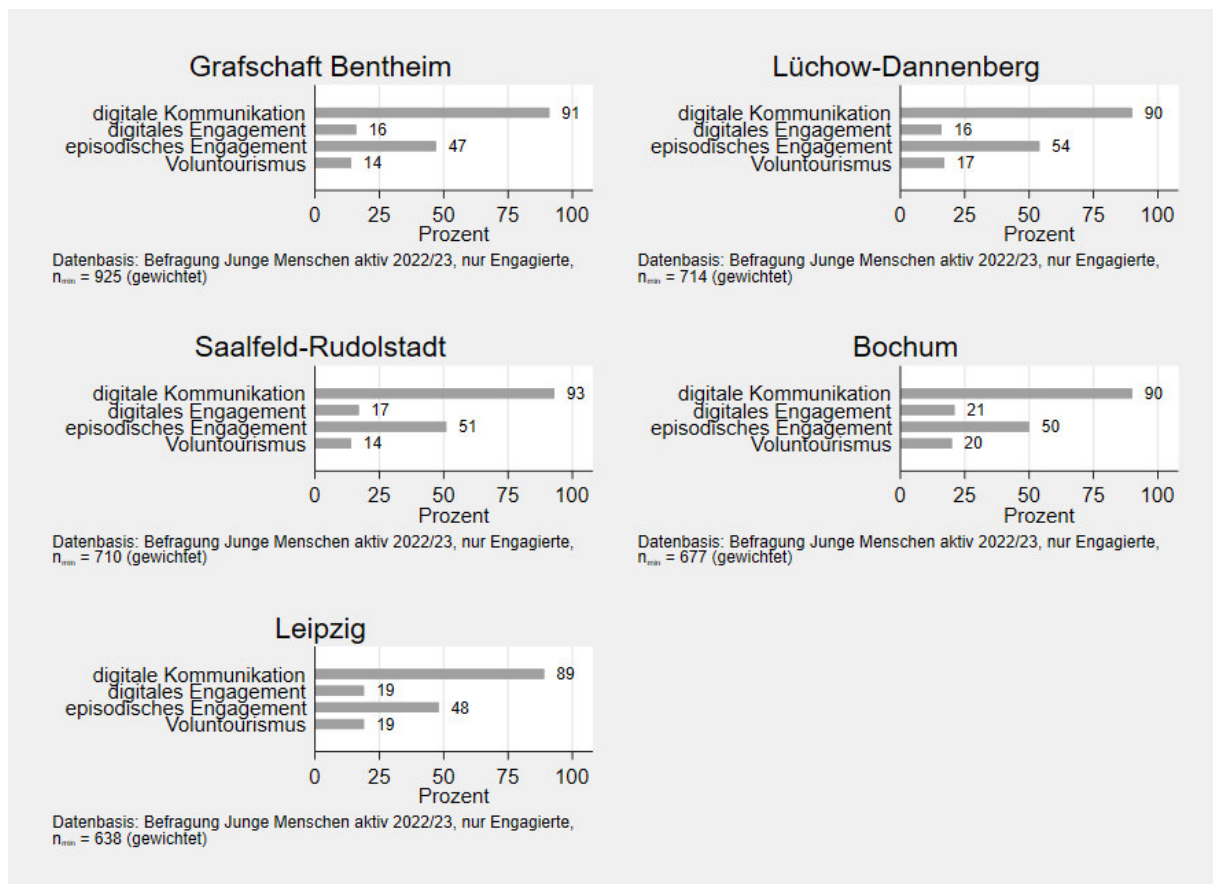 Grafschaft Bentheim
digitale Kommunikation 91
digitales Engagement 16
episodisches Engagement 47
Voluntourismus 14
0 25 50 75 100
Prozent
Datenbasis: Befragung Junge Menschen aktiv 2022/23, nur Engagierte,
nmin = 925 (gewichtet)
Lüchow-Dannenberg
digitale Kommunikation 90
digitales Engagement 16
episodisches Engagement 54
Voluntourismus 17
0 25 50 75 100
Prozent
Datenbasis: Befragung Junge Menschen aktiv 2022/23, nur Engagierte,
nmin = 714 (gewichtet)
Saalfeld-Rudolstadt
digitale Kommunikation 93
digitales Engagement 17
episodisches Engagement 51
Voluntourismus 14
0 25 50 75 100
Prozent
Datenbasis: Befragung Junge Menschen aktiv 2022/23, nur Engagierte,
nmin = 710 (gewichtet)
Bochum
digitale Kommunikation 90
digitales Engagement 21
episodisches Engagement 50
Voluntourismus 20
0 25 50 75 100
Prozent
Datenbasis: Befragung Junge Menschen aktiv 2022/23, nur Engagierte,
nmin = 677 (gewichtet)
Leipzig
digitale Kommunikation 89
digitales Engagement 19
episodisches Engagement 48
Voluntourismus 19
0 25 50 75 100
Prozent
Datenbasis: Befragung Junge Menschen aktiv 2022/23, nur Engagierte,
nmin = 638 (gewichtet)